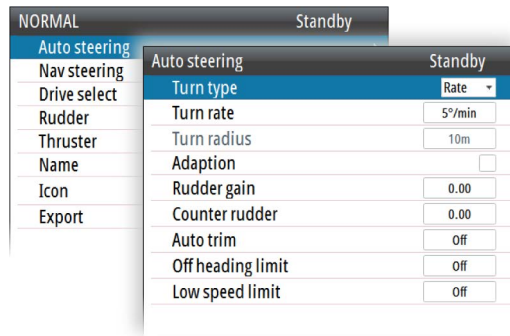 NORMAL Standby
Auto steering
Nav steering
Drive select
Rudder
Thruster
Name
Icon
Export
Auto steering Standby
Turn type Rate
Turn rate 5°/min
Turn radius 10m
Adaption
Rudder gain 0.00
Counter rudder 0.00
Auto trim Off
Off heading limit Off
Low speed limit Off